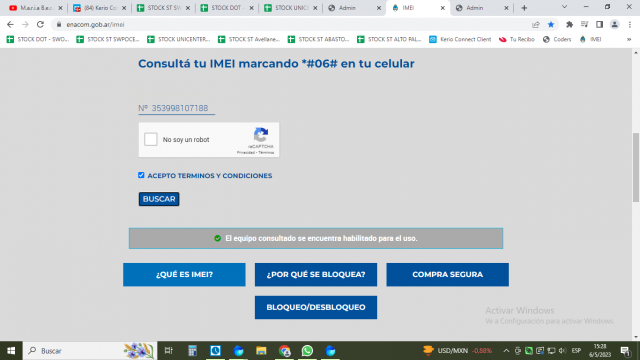 (84) Kerio Co
STOCK ST SW
STOCK DOT - S
STOCK ST SW
STOCK UNIC
Admin
IMEI
Admin
enacom.gob.ar/imei
STOCK DOT - SWO...
STOCK ST SWPOCE...
STOCK UNICENTER...
STOCK ST Avellane...
STOCK ST ABASTO...
STOCK ST ALTO PAL...
Kerio Connect Client
Tu Recibo
Coders
IMEI
Consultá tu IMEI marcando *#06# en tu celular
Nº 353998107188
No soy un robot
reCAPTCHA
Privacidad - Términos
ACEPTO TERMINOS Y CONDICIONES
BUSCAR
El equipo consultado se encuentra habilitado para el uso.
¿QUÉ ES IMEI?
¿POR QUÉ SE BLOQUEA?
COMPRA SEGURA
BLOQUEO/DESBLOQUEO
Activar Windows
Ve a Configuración para activar Windows.
Buscar
USD/MXN -0,88%
ESP
15:28
6/5/2023